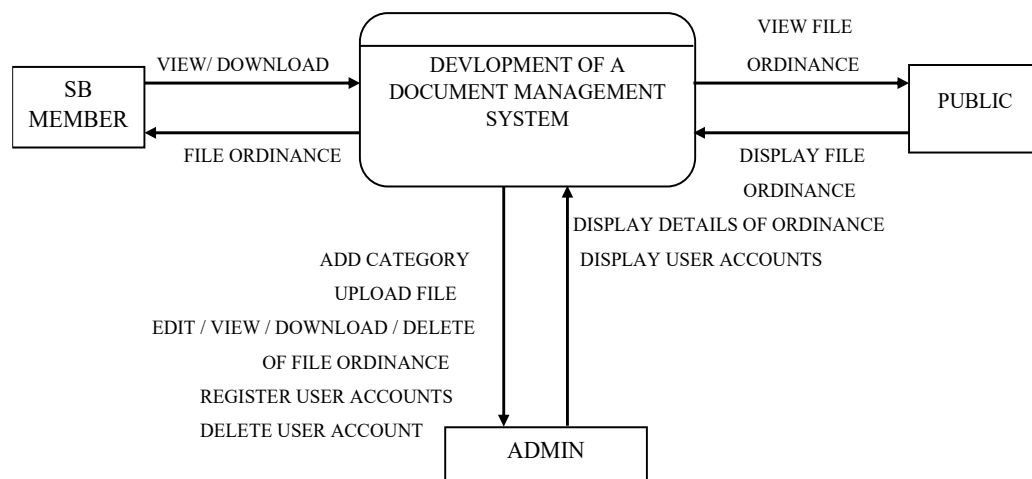 VIEW FILE
ORDINANCE
VIEW/ DOWNLOAD
DEVLOPMENT OF A
DOCUMENT MANAGEMENT
SYSTEM
SB
MEMBER
PUBLIC
FILE ORDINANCE
DISPLAY FILE
ORDINANCE
DISPLAY DETAILS OF ORDINANCE
DISPLAY USER ACCOUNTS
ADD CATEGORY
UPLOAD FILE
EDIT / VIEW / DOWNLOAD / DELETE
OF FILE ORDINANCE
REGISTER USER ACCOUNTS
DELETE USER ACCOUNT
ADMIN